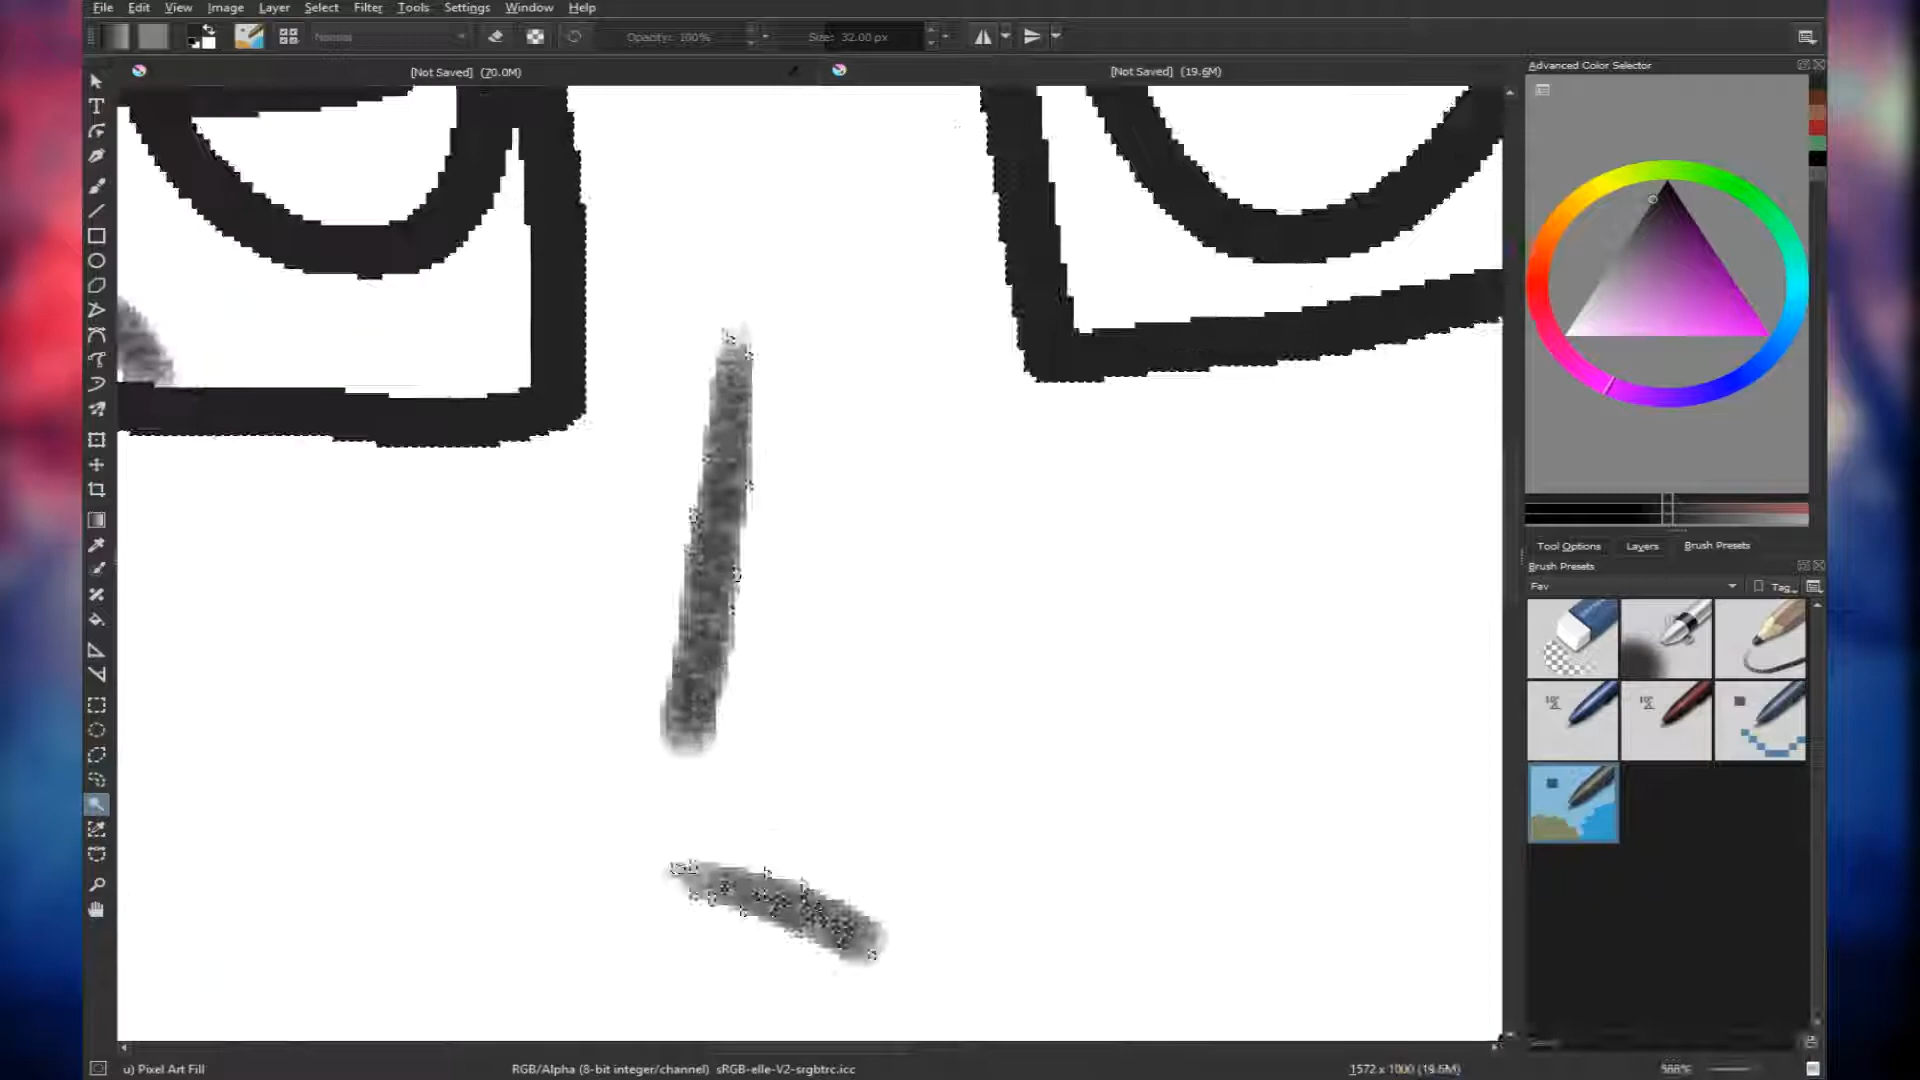 File Edit View Image Layer Select Filter Tools Settings Window Help
Normal Opacity: 100% Size: 32.00 px
[Not Saved] (70.0M) [Not Saved] (19.6M)
Advanced Color Selector
Tool Options Layers Brush Presets
Brush Presets
Fav Tag
u) Pixel Art Fill RGB/Alpha (8-bit integer/channel) sRGB-elle-V2-srgbtrc.icc 1572 x 1000 (19.6M)